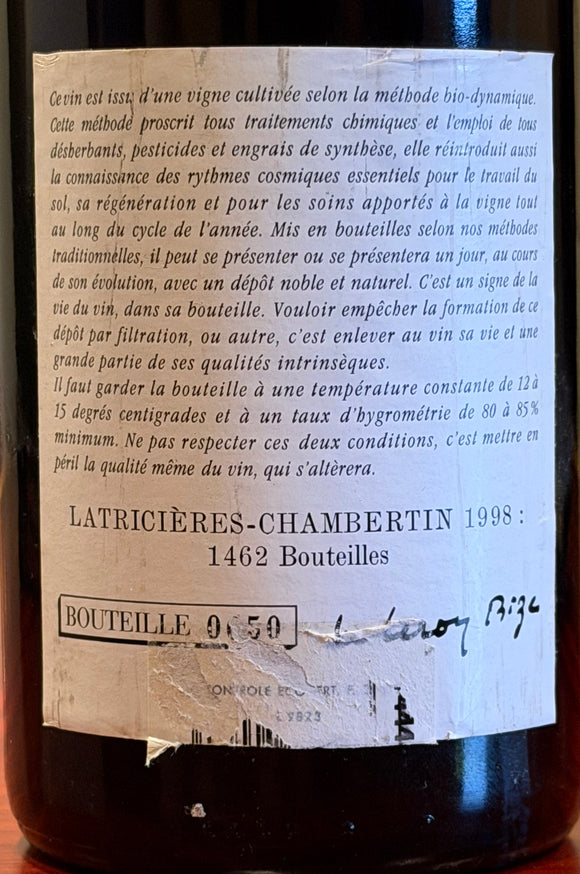 Ce vin est issu d'une vigne cultivée selon la méthode bio-dynamique.
Cette méthode proscrit tous traitements chimiques et l'emploi de tous
désherbants, pesticides et engrais de synthèse, elle réintroduit aussi
la connaissance des rythmes cosmiques essentiels pour le travail du
sol, sa régénération et pour les soins apportés à la vigne tout
au long du cycle de l'année. Mis en bouteilles selon nos méthodes
traditionnelles, il peut se présenter ou se présentera un jour, au cours
de son évolution, avec un dépôt noble et naturel. C'est un signe de la
vie du vin, dans sa bouteille. Vouloir empêcher la formation de ce
dépôt par filtration, ou autre, c'est enlever au vin sa vie et une
grande partie de ses qualités intrinsèques.
Il faut garder la bouteille à une température constante de 12 à
15 degrés centigrades et à un taux d'hygrométrie de 80 à 85%
minimum. Ne pas respecter ces deux conditions, c'est mettre en
péril la qualité même du vin, qui s'altèrera.
LATRICIÈRES-CHAMBERTIN 1998 :
1462 Bouteilles
BOUTEILLE
Leroy Bize